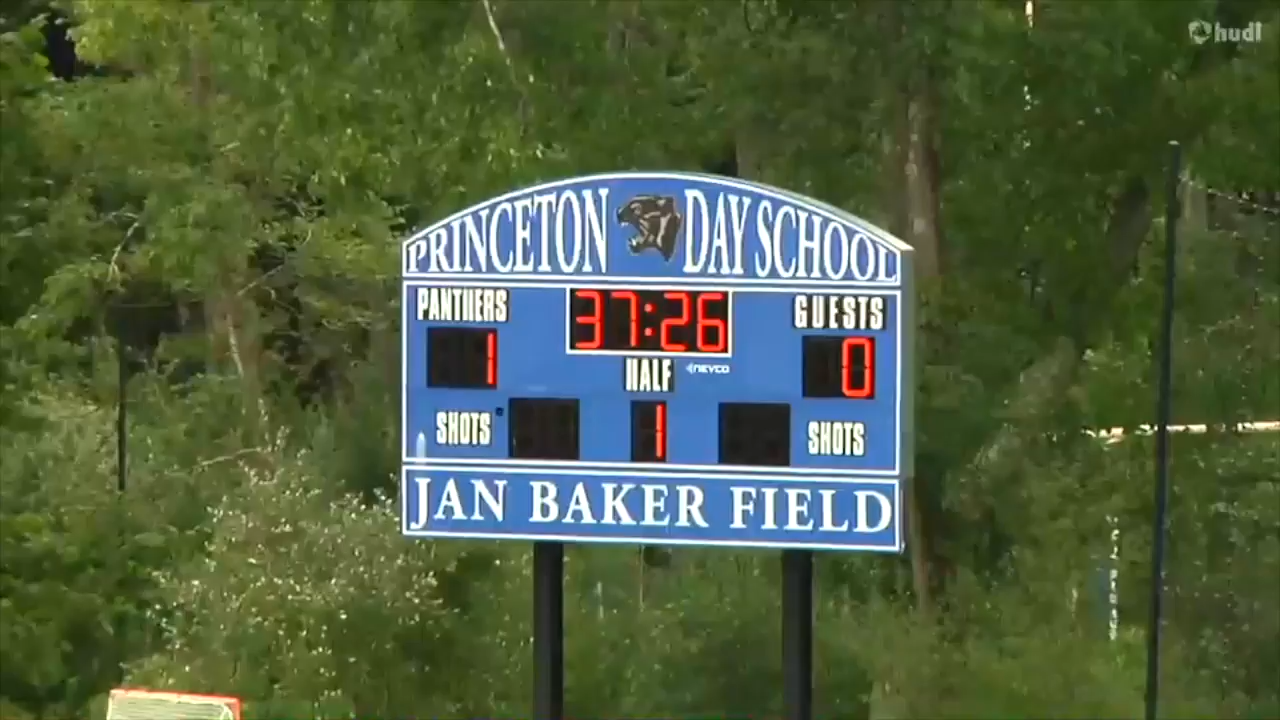 hudl
PRINCETON DAY SCHOOL
PANTHERS 37:26 GUESTS
1 HALF NEVCO 0
SHOTS 1 SHOTS
JAN BAKER FIELD